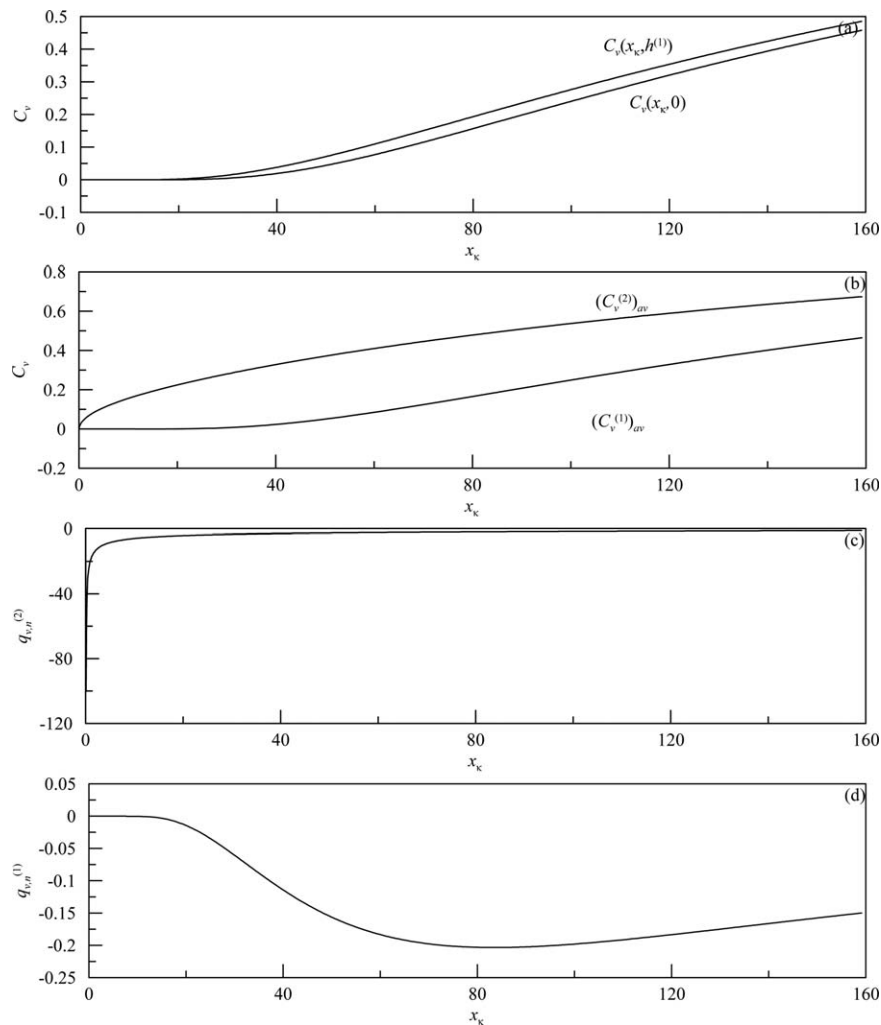 0.5
0.4
0.3
0.2
0.1
0
-0.1
C_v
(a)
C_v(x_κ,h^(1))
C_v(x_κ,0)
0 40 80 120 160
x_κ
0.8
0.6
0.4
0.2
0
-0.2
C_v
(b)
(C_v^(2))_av
(C_v^(1))_av
0 40 80 120 160
x_κ
0
-40
-80
-120
q_v,n^(2)
(c)
0 40 80 120 160
x_κ
0.05
0
-0.05
-0.1
-0.15
-0.2
-0.25
q_v,n^(1)
(d)
0 40 80 120 160
x_κ